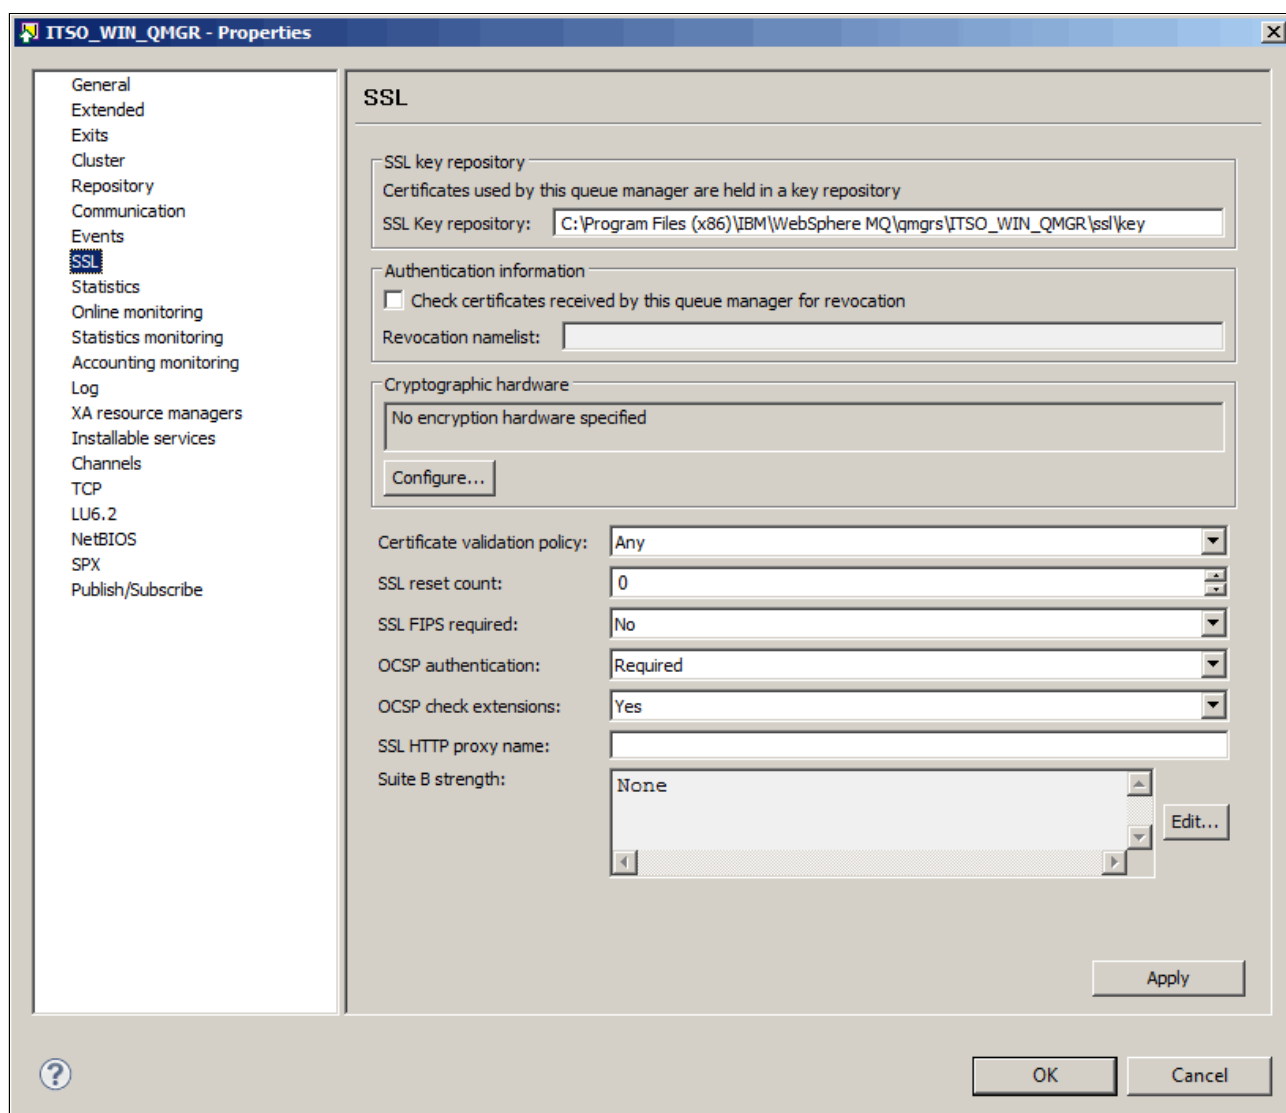 ITSO_WIN_QMGR - Properties
General
Extended
Exits
Cluster
Repository
Communication
Events
SSL
Statistics
Online monitoring
Statistics monitoring
Accounting monitoring
Log
XA resource managers
Installable services
Channels
TCP
LU6.2
NetBIOS
SPX
Publish/Subscribe
SSL
SSL key repository
Certificates used by this queue manager are held in a key repository
SSL Key repository: C:\Program Files (x86)\IBM\WebSphere MQ\qmgrs\ITSO_WIN_QMGR\ssl\key
Authentication information
Check certificates received by this queue manager for revocation
Revocation namelist:
Cryptographic hardware
No encryption hardware specified
Configure...
Certificate validation policy: Any
SSL reset count: 0
SSL FIPS required: No
OCSP authentication: Required
OCSP check extensions: Yes
SSL HTTP proxy name:
Suite B strength: None
Edit...
Apply
OK Cancel